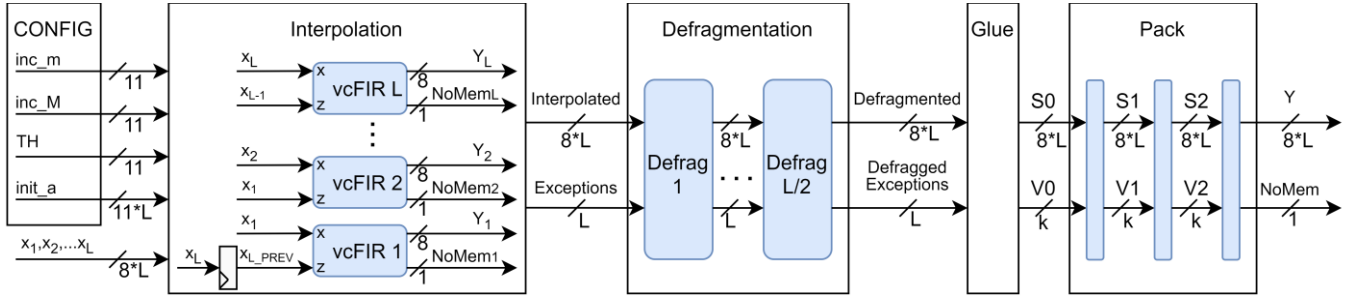 CONFIG
inc_m
11
inc_M
11
TH
11
init_a
11*L
x1,x2,...xL
8*L
Interpolation
xL
x
vcFIR L
YL
8
xL-1
z
NoMemL
1
x2
x
vcFIR 2
Y2
8
x1
z
NoMem2
1
x1
x
vcFIR 1
Y1
8
xL
xL_PREV
z
NoMem1
1
Interpolated
8*L
Exceptions
L
Defragmentation
Defrag
1
8*L
...
L
...
Defrag
L/2
Defragmented
8*L
Defragged
Exceptions
L
Glue
S0
8*L
V0
k
Pack
S1
8*L
V1
k
S2
8*L
V2
k
Y
8*L
NoMem
1